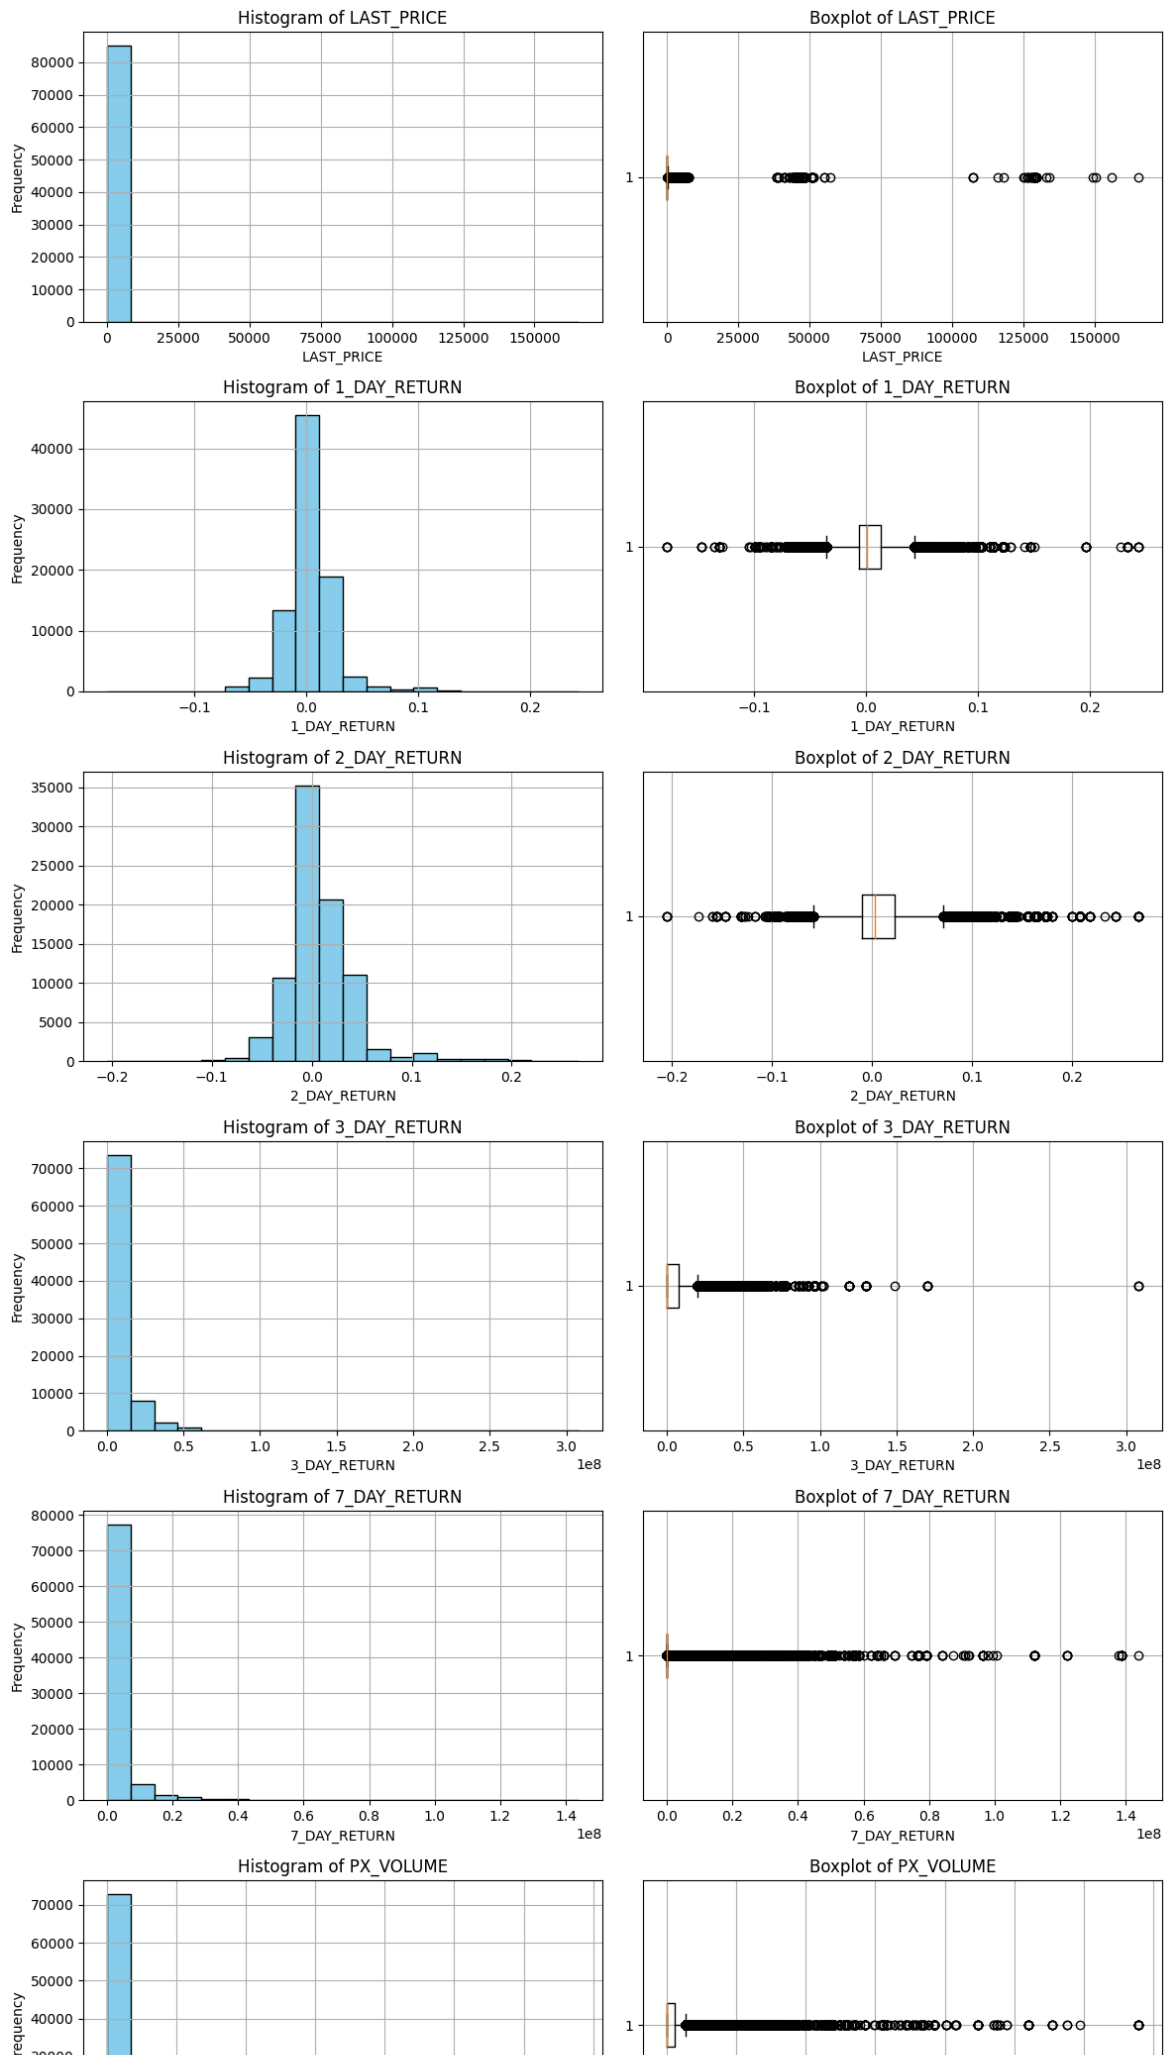 Histogram of LAST_PRICE
Boxplot of LAST_PRICE
80000
70000
60000
50000
40000
30000
20000
10000
0
Frequency
0 25000 50000 75000 100000 125000 150000
LAST_PRICE
1
0 25000 50000 75000 100000 125000 150000
LAST_PRICE
Histogram of 1_DAY_RETURN
Boxplot of 1_DAY_RETURN
40000
30000
20000
10000
0
Frequency
−0.1 0.0 0.1 0.2
1_DAY_RETURN
1
−0.1 0.0 0.1 0.2
1_DAY_RETURN
Histogram of 2_DAY_RETURN
Boxplot of 2_DAY_RETURN
35000
30000
25000
20000
15000
10000
5000
0
Frequency
−0.2 −0.1 0.0 0.1 0.2
2_DAY_RETURN
1
−0.2 −0.1 0.0 0.1 0.2
2_DAY_RETURN
Histogram of 3_DAY_RETURN
Boxplot of 3_DAY_RETURN
70000
60000
50000
40000
30000
20000
10000
0
Frequency
0.0 0.5 1.0 1.5 2.0 2.5 3.0
1e8
3_DAY_RETURN
1
0.0 0.5 1.0 1.5 2.0 2.5 3.0
1e8
3_DAY_RETURN
Histogram of 7_DAY_RETURN
Boxplot of 7_DAY_RETURN
80000
70000
60000
50000
40000
30000
20000
10000
0
Frequency
0.0 0.2 0.4 0.6 0.8 1.0 1.2 1.4
1e8
7_DAY_RETURN
1
0.0 0.2 0.4 0.6 0.8 1.0 1.2 1.4
1e8
7_DAY_RETURN
Histogram of PX_VOLUME
Boxplot of PX_VOLUME
70000
60000
50000
40000
1